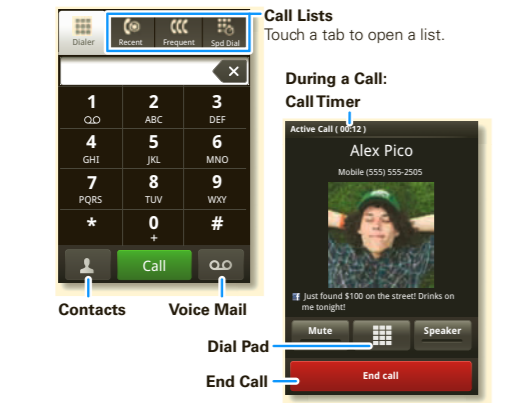 Call Lists
Touch a tab to open a list.
Dialer Recent Frequent Spd Dial
1 2 3
ABC DEF
4 5 6
GHI JKL MNO
7 8 9
PQRS TUV WXY
* 0 #
+
Call
Contacts Voice Mail
During a Call:
Call Timer
Active Call ( 00:12 )
Alex Pico
Mobile (555) 555-2505
Just found $100 on the street! Drinks on
me tonight!
Mute Speaker
Dial Pad
End Call
End call